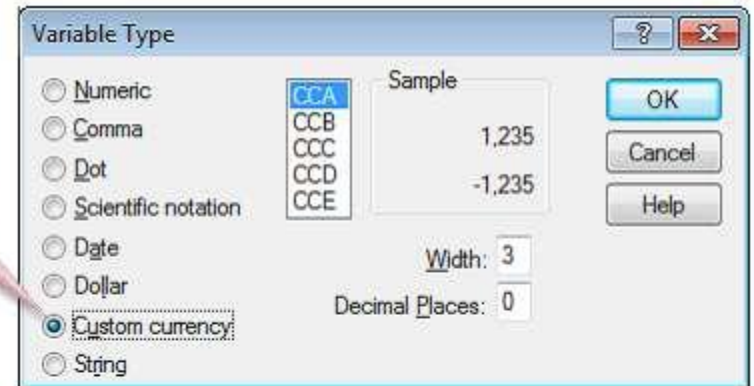 Variable Type
Numeric
Comma
Dot
Scientific notation
Date
Dollar
Custom currency
String
CCA
CCB
CCC
CCD
CCE
Sample
1,235
-1,235
Width: 3
Decimal Places: 0
OK
Cancel
Help